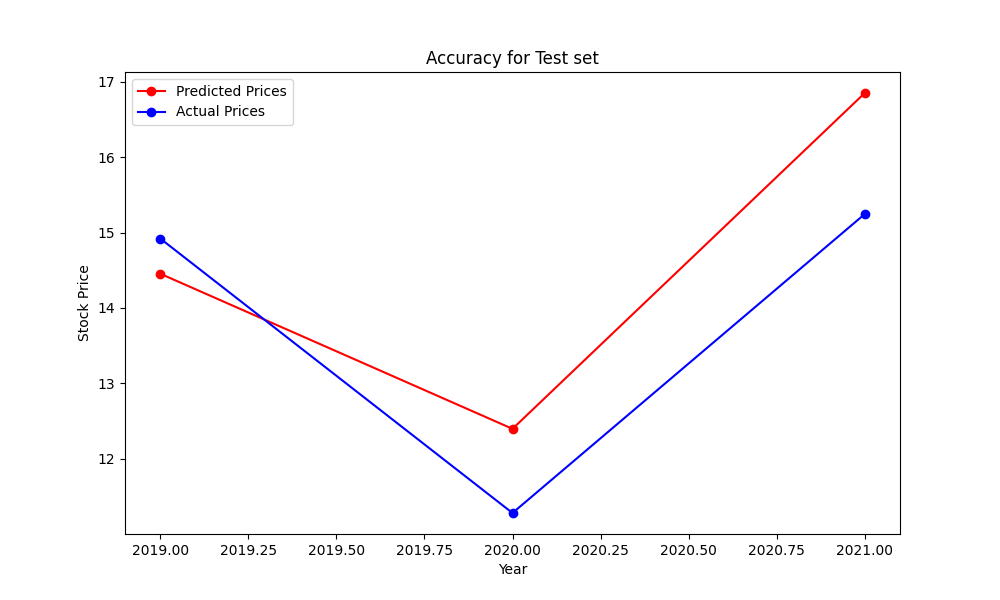 Accuracy for Test set
Predicted Prices
Actual Prices
17
16
15
14
13
12
Stock Price
2019.00 2019.25 2019.50 2019.75 2020.00 2020.25 2020.50 2020.75 2021.00
Year